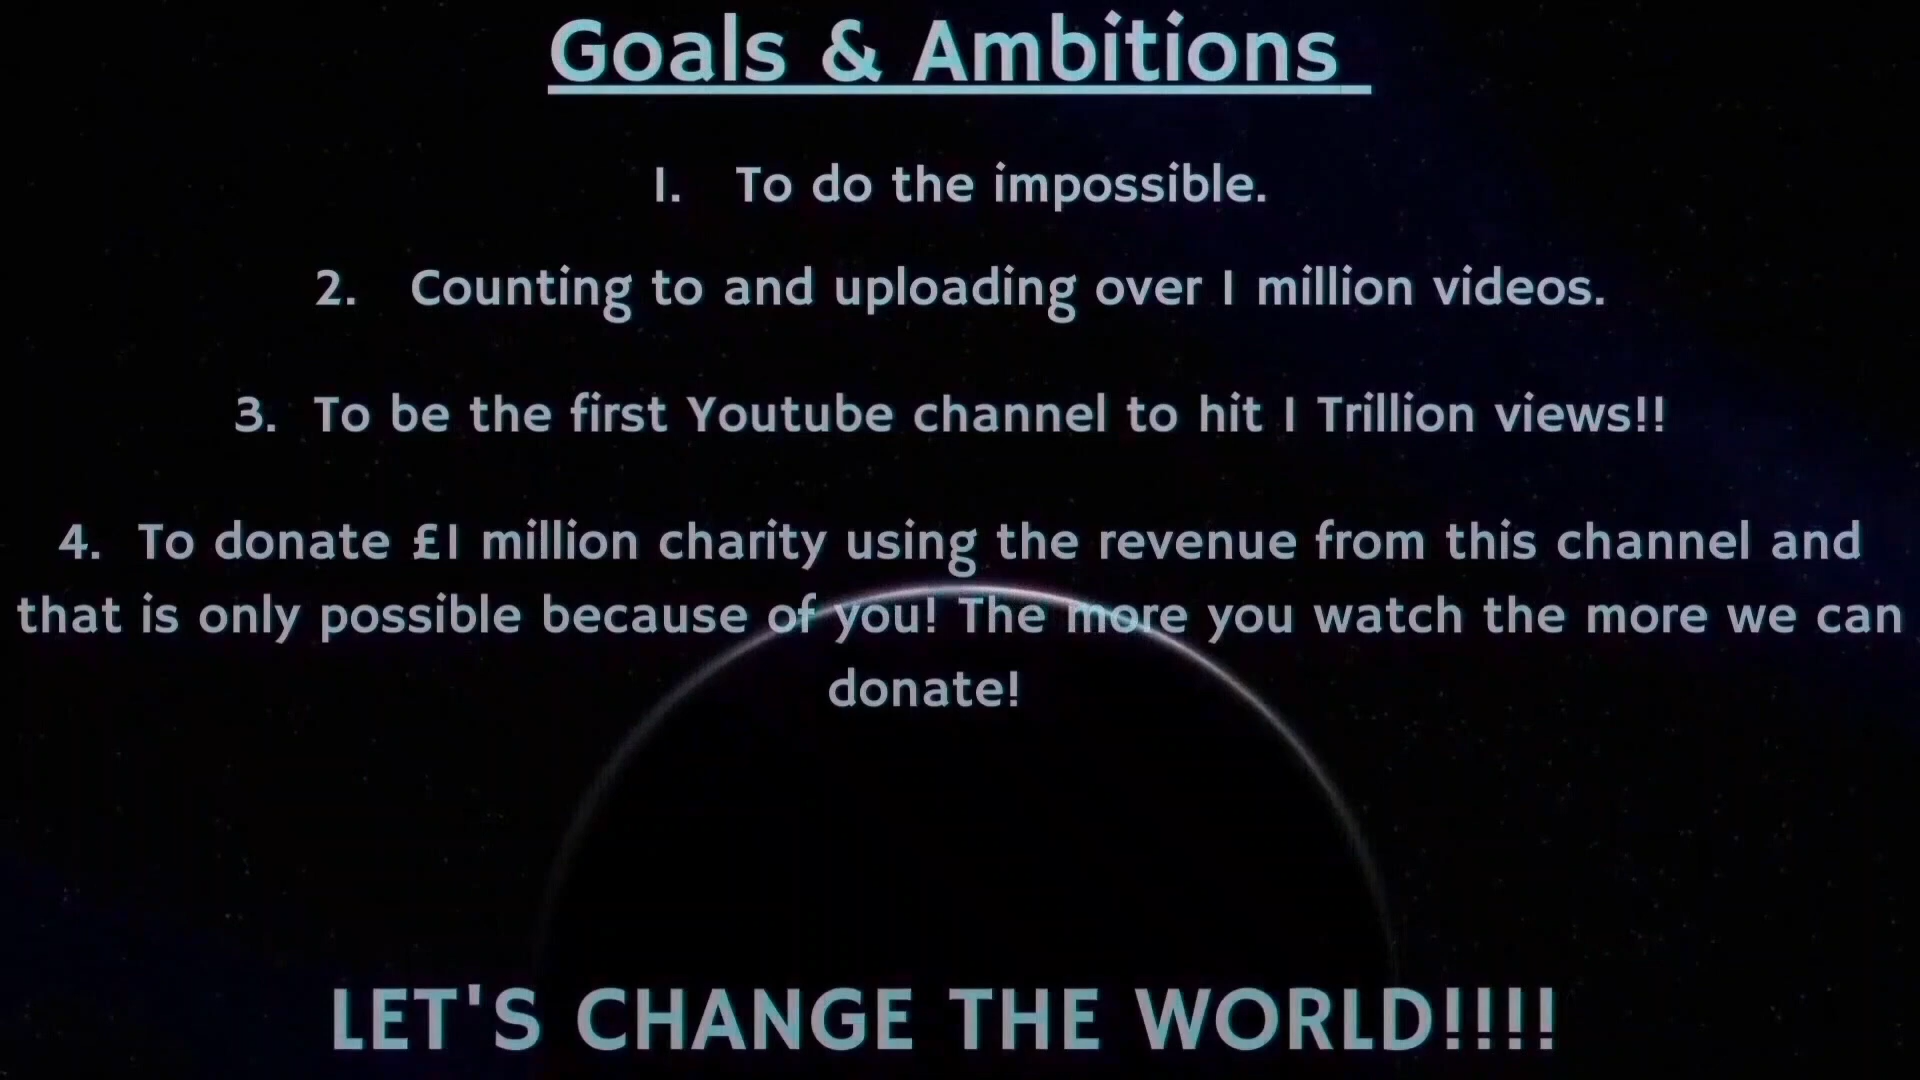 Goals & Ambitions
1. To do the impossible.
2. Counting to and uploading over 1 million videos.
3. To be the first Youtube channel to hit 1 Trillion views!!
4. To donate £1 million charity using the revenue from this channel and
that is only possible because of you! The more you watch the more we can
donate!
LET'S CHANGE THE WORLD!!!!